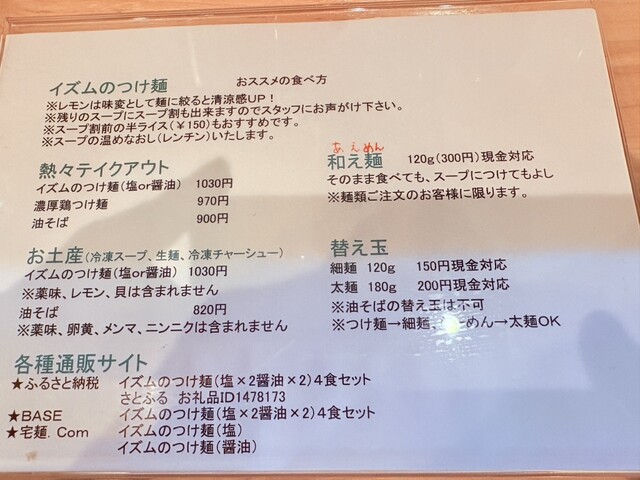 イズムのつけ麺 おススメの食べ方
※レモンは味変として麺に絞ると清涼感UP！
※残りのスープにスープ割も出来ますのでスタッフにお声がけ下さい。
※スープ割前の半ライス(￥150)もおすすめです。
※スープの温めなおし(レンチン)いたします。
熱々テイクアウト
イズムのつけ麺(塩or醤油) 1030円
濃厚鶏つけ麺 970円
油そば 900円
あえめん
和え麺 120g(300円)現金対応
そのまま食べても、スープにつけてもよし
※麺類ご注文のお客様に限ります。
お土産(冷凍スープ、生麺、冷凍チャーシュー)
イズムのつけ麺(塩or醤油) 1030円
※薬味、レモン、貝は含まれません
油そば 820円
※薬味、卵黄、メンマ、ニンニクは含まれません
替え玉
細麺 120g 150円現金対応
太麺 180g 200円現金対応
※油そばの替え玉は不可
※つけ麺→細麺、めん→太麺OK
各種通販サイト
★ふるさと納税 イズムのつけ麺(塩×2醤油×2)4食セット
さとふる お礼品ID1478173
★BASE イズムのつけ麺(塩×2醤油×2)4食セット
★宅麺. Com イズムのつけ麺(塩)
イズムのつけ麺(醤油)